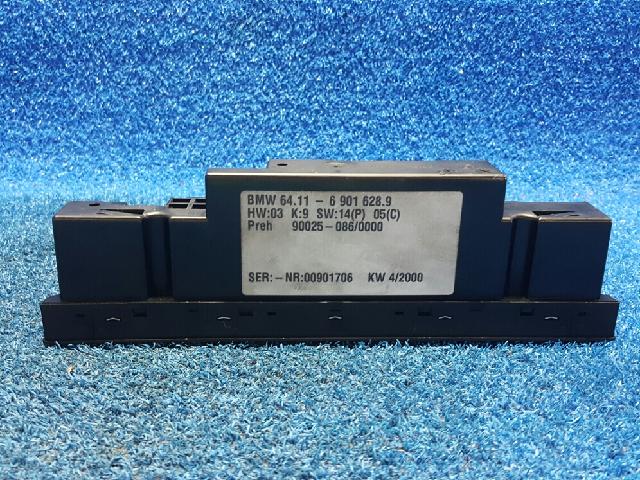 BMW 64.11 - 6 901 628.9
HW:03 K:9 SW:14(P) 05(C)
Preh 90025-086/0000
SER:-NR:00901706 KW 4/2000